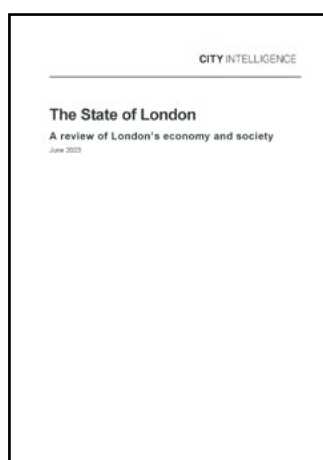 CITY INTELLIGENCE
The State of London
A review of London's economy and society
June 2023